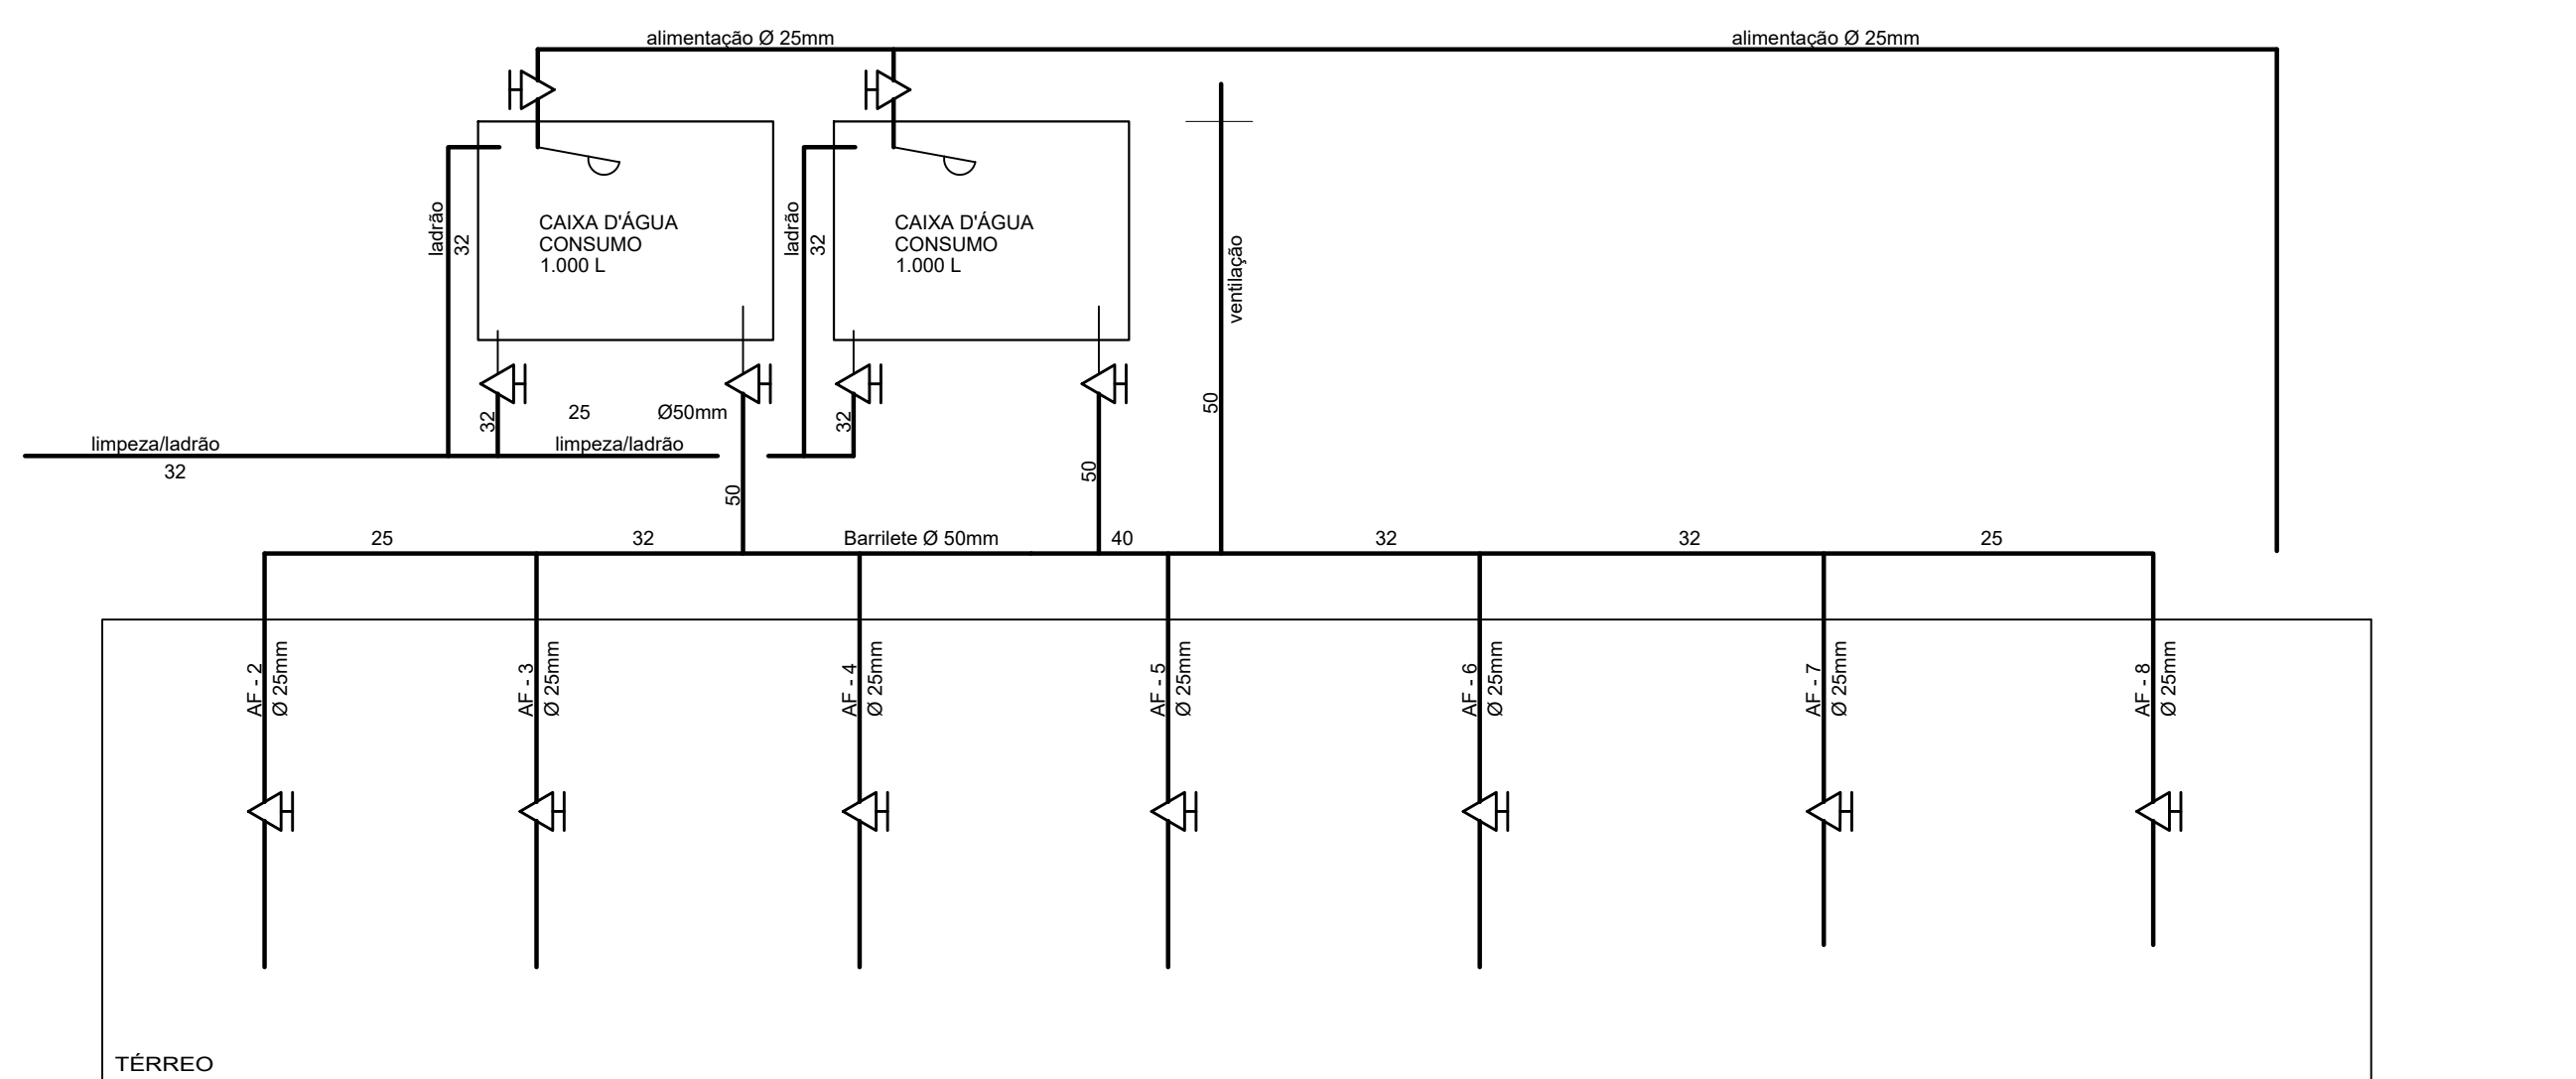 alimentação Ø 25mm
alimentação Ø 25mm
ladrão
32
CAIXA D'ÁGUA
CONSUMO
1.000 L
ladrão
32
CAIXA D'ÁGUA
CONSUMO
1.000 L
ventilação
50
32
25
Ø50mm
32
limpeza/ladrão
32
limpeza/ladrão
50
50
25
32
Barrilete Ø 50mm
40
32
32
25
AF - 2
Ø 25mm
AF - 3
Ø 25mm
AF - 4
Ø 25mm
AF - 5
Ø 25mm
AF - 6
Ø 25mm
AF - 7
Ø 25mm
AF - 8
Ø 25mm
TÉRREO